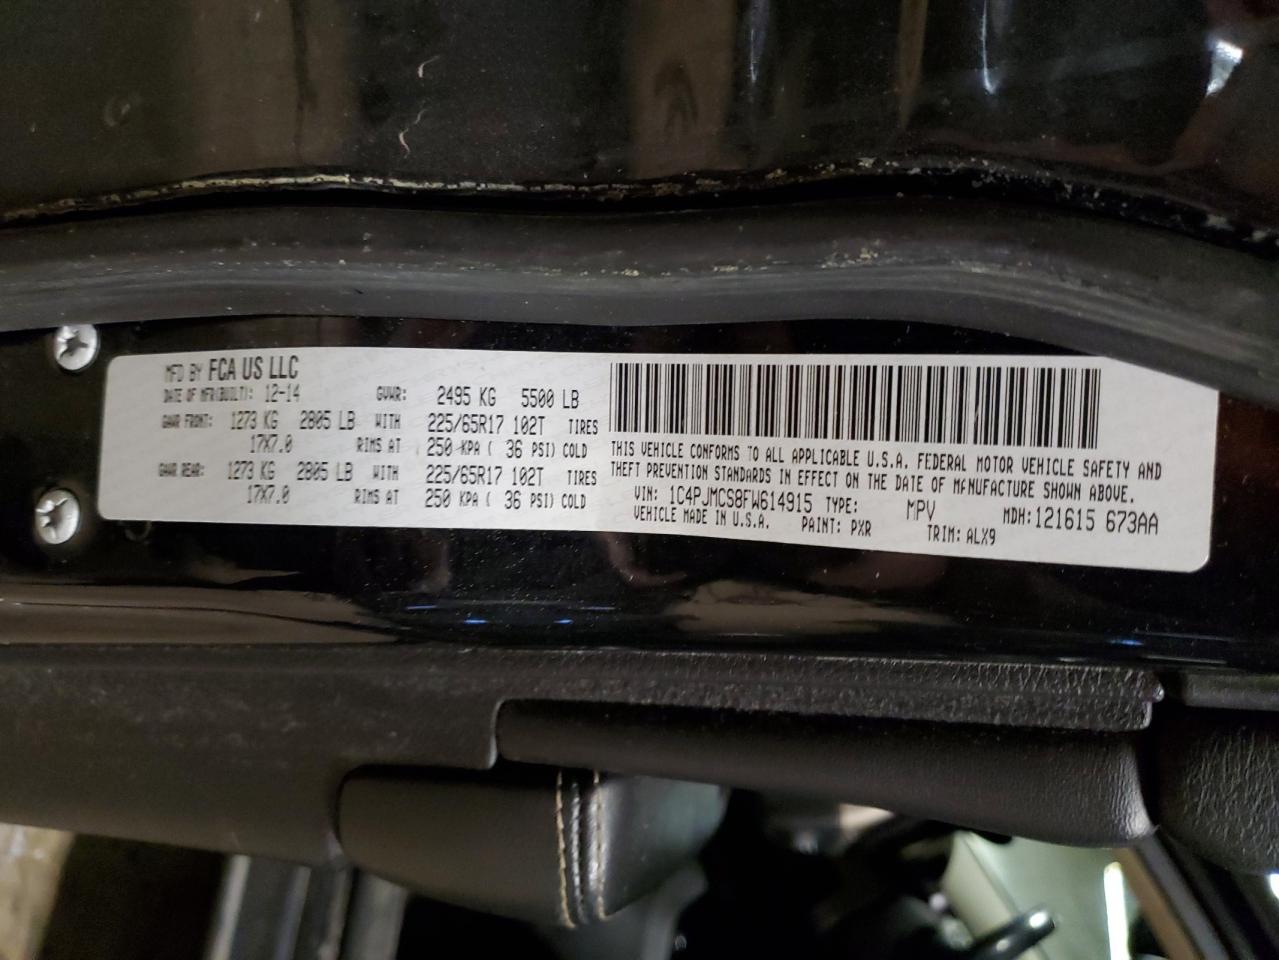 MFD BY FCA US LLC
DATE OF MFR(BUILT): 12-14 GVWR: 2495 KG 5500 LB
GAWR FRONT: 1273 KG 2805 LB WITH 225/65R17 102T TIRES
17X7.0 RIMS AT 250 KPA ( 36 PSI) COLD
GAWR REAR: 1273 KG 2805 LB WITH 225/65R17 102T TIRES
17X7.0 RIMS AT 250 KPA ( 36 PSI) COLD
THIS VEHICLE CONFORMS TO ALL APPLICABLE U.S.A. FEDERAL MOTOR VEHICLE SAFETY AND
THEFT PREVENTION STANDARDS IN EFFECT ON THE DATE OF MANUFACTURE SHOWN ABOVE.
VIN: 1C4PJMCS8FW614915 TYPE: MPV MDH: 121615 673AA
VEHICLE MADE IN U.S.A. PAINT: PXR TRIM: ALX9